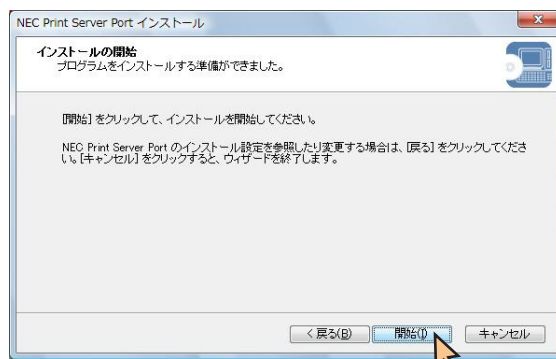 NEC Print Server Port インストール
インストールの開始
プログラムをインストールする準備ができました。
[開始] をクリックして、インストールを開始してください。
NEC Print Server Port のインストール設定を参照したり変更する場合は、[戻る] をクリックしてくださ
い。[キャンセル] をクリックすると、ウィザードを終了します。
< 戻る(B)
開始(I)
キャンセル